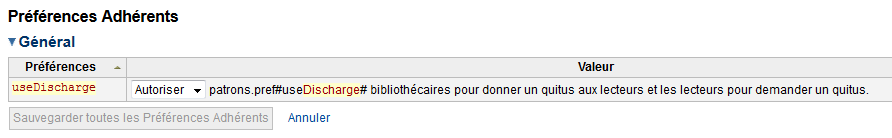 Préférences Adhérents
Général
Préférences Valeur
useDischarge Autoriser patrons.pref#useDischarge# bibliothécaires pour donner un quitus aux lecteurs et les lecteurs pour demander un quitus.
Sauvegarder toutes les Préférences Adhérents Annuler